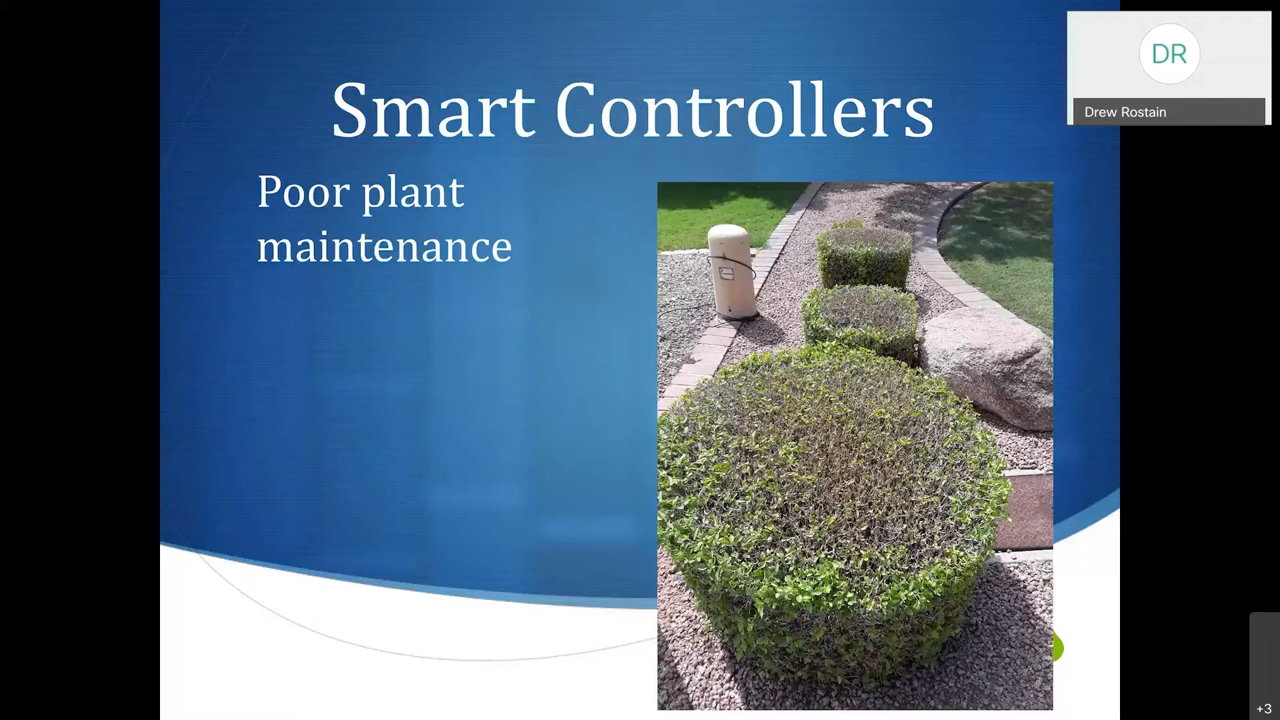 Smart Controllers
DR
Drew Rostain
Poor plant
maintenance
+3